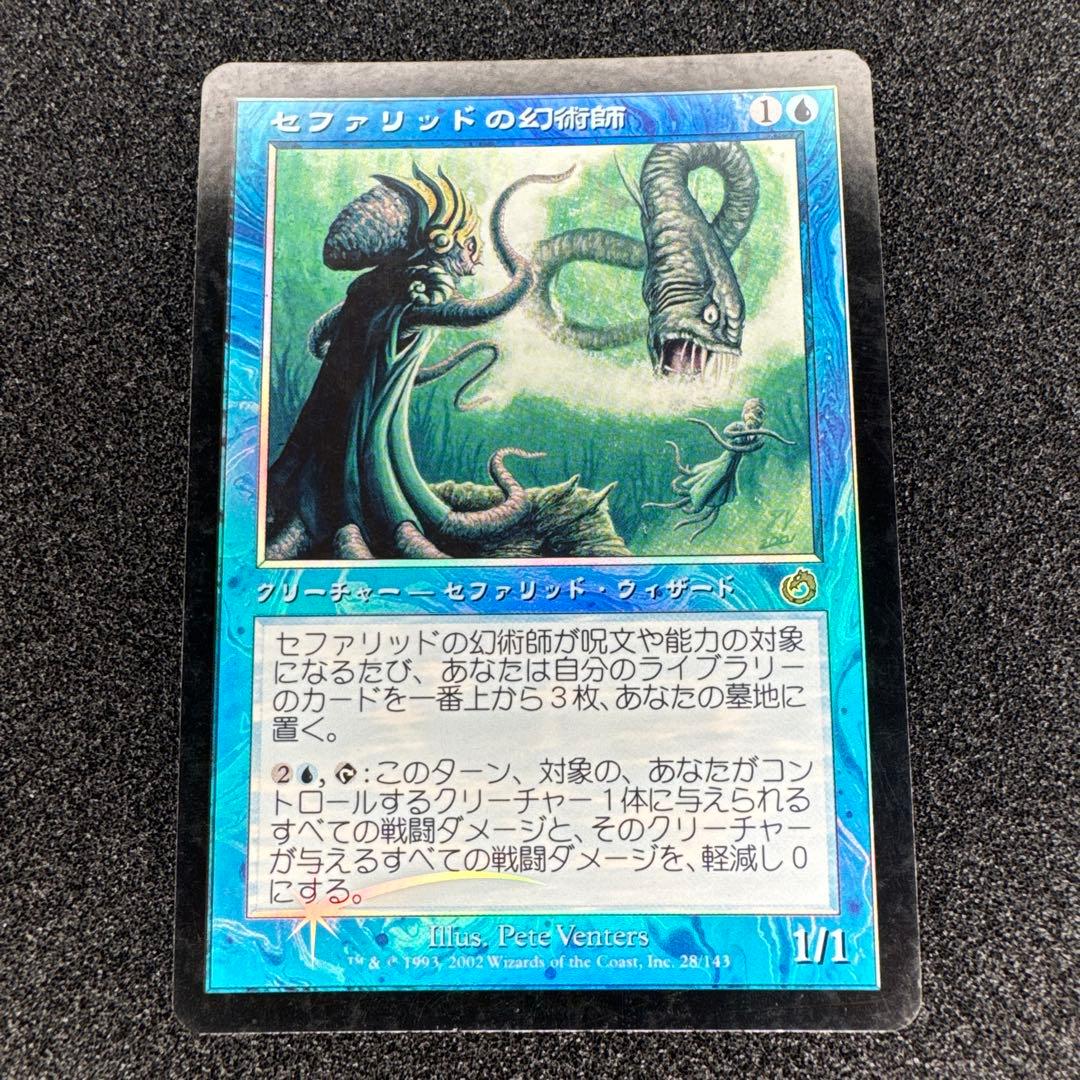 セファリッドの幻術師
1
クリーチャー — セファリッド・ウィザード
セファリッドの幻術師が呪文や能力の対象
になるたび、あなたは自分のライブラリー
のカードを一番上から3枚、あなたの墓地に
置く。
2 , : このターン、対象の、あなたがコン
トロールするクリーチャー1体に与えられる
すべての戦闘ダメージと、そのクリーチャー
が与えるすべての戦闘ダメージを、軽減し0
にする。
Illus. Pete Venters
1/1
™ & © 1993, 2002 Wizards of the Coast, Inc. 28/143